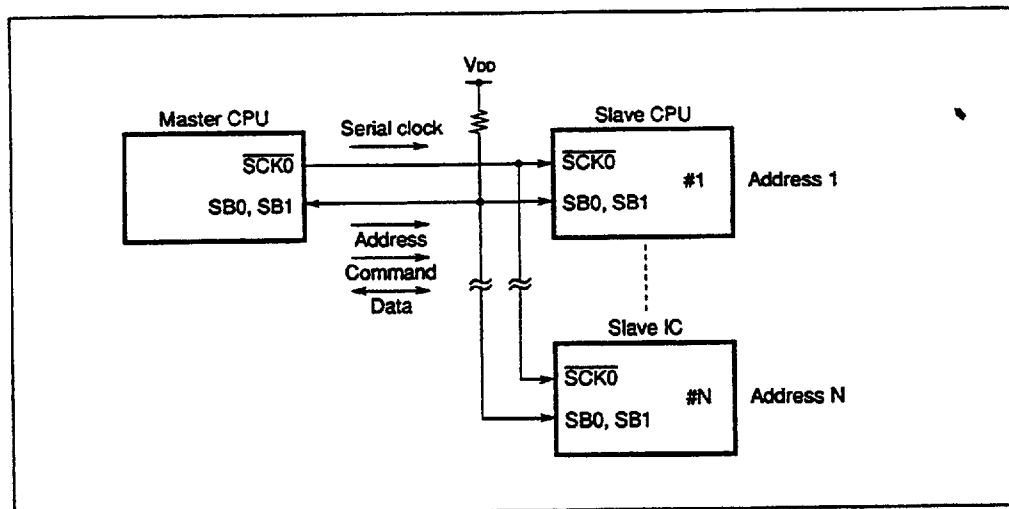 VDD
Master CPU
Serial clock
Slave CPU
SCK0
SCK0
#1
Address 1
SB0, SB1
SB0, SB1
Address
Command
Data
Slave IC
SCK0
#N
Address N
SB0, SB1